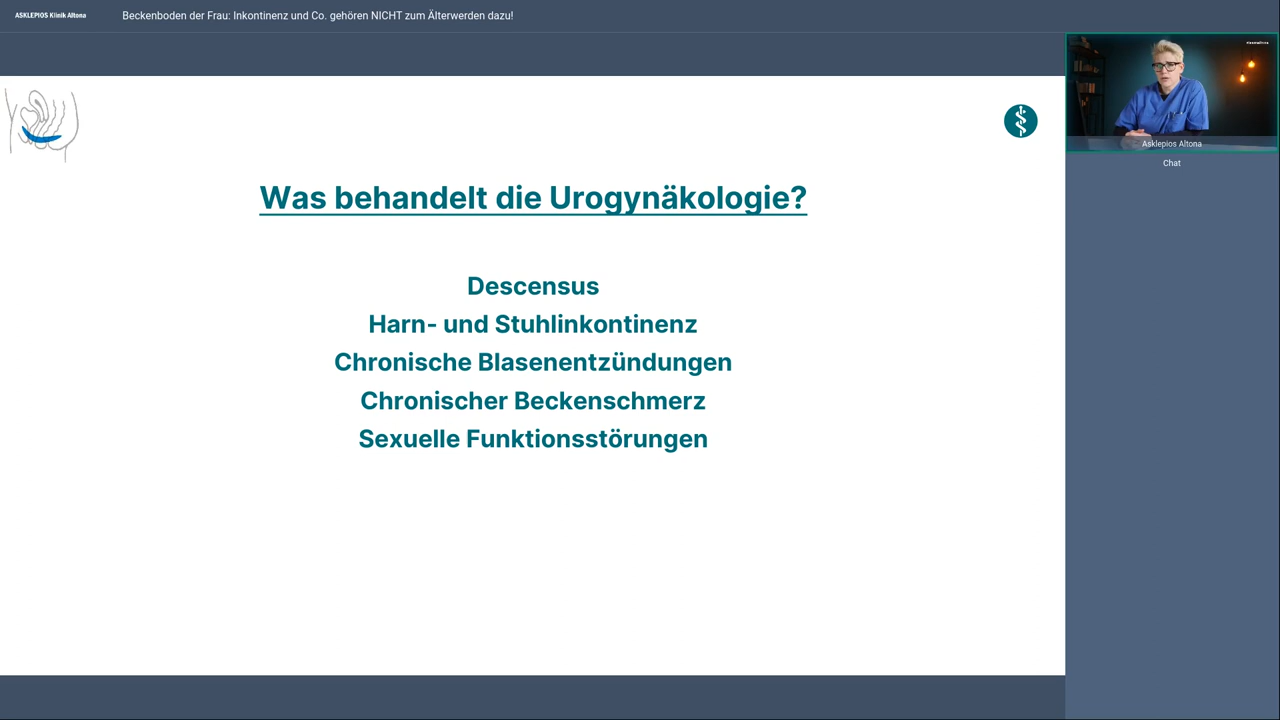 ASKLEPIOS Klinik Altona
Beckenboden der Frau: Inkontinenz und Co. gehören NICHT zum Älterwerden dazu!
Asklepios Altona
Chat
Was behandelt die Urogynäkologie?
Descensus
Harn- und Stuhlinkontinenz
Chronische Blasenentzündungen
Chronischer Beckenschmerz
Sexuelle Funktionsstörungen